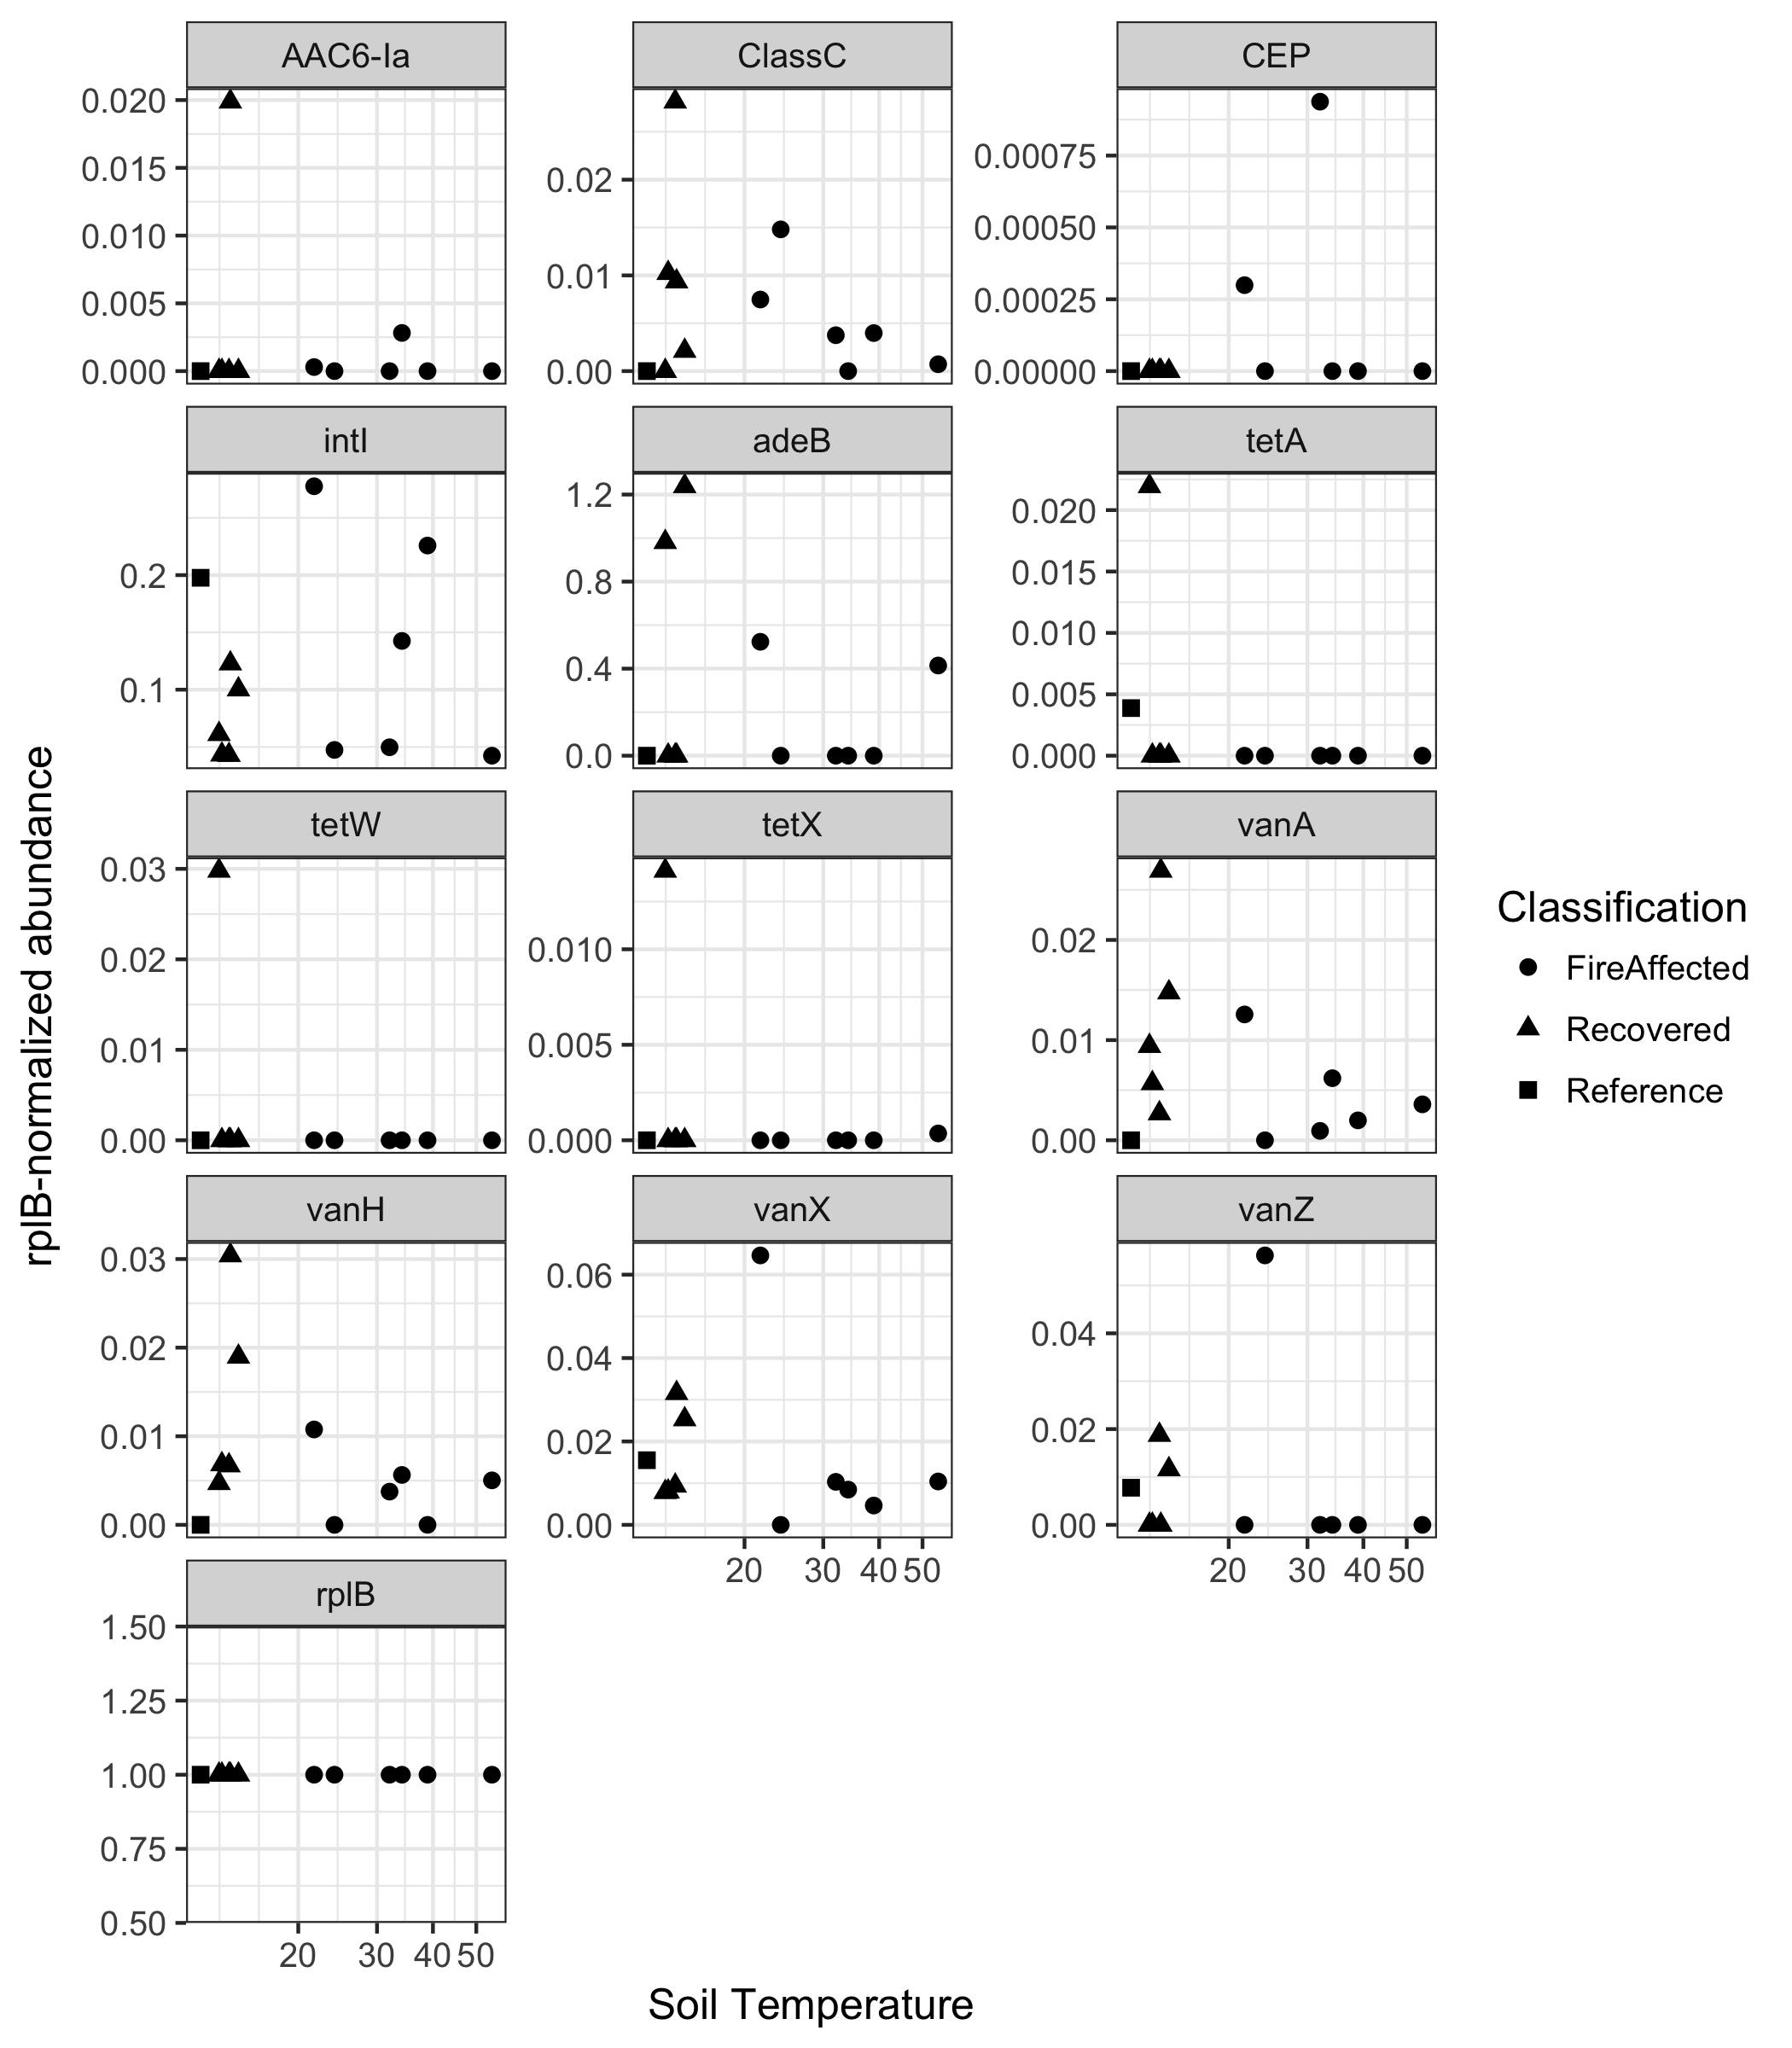 AAC6-Ia
ClassC
CEP
0.020
0.015
0.010
0.005
0.000
0.02
0.01
0.00
0.00075
0.00050
0.00025
0.00000
intI
adeB
tetA
0.2
0.1
1.2
0.8
0.4
0.0
0.020
0.015
0.010
0.005
0.000
tetW
tetX
vanA
0.03
0.02
0.01
0.00
0.010
0.005
0.000
0.02
0.01
0.00
vanH
vanX
vanZ
0.03
0.02
0.01
0.00
0.06
0.04
0.02
0.00
20 30 40 50
0.04
0.02
0.00
20 30 40 50
rplB
1.50
1.25
1.00
0.75
0.50
20 30 40 50
Soil Temperature
rplB-normalized abundance
Classification
FireAffected
Recovered
Reference